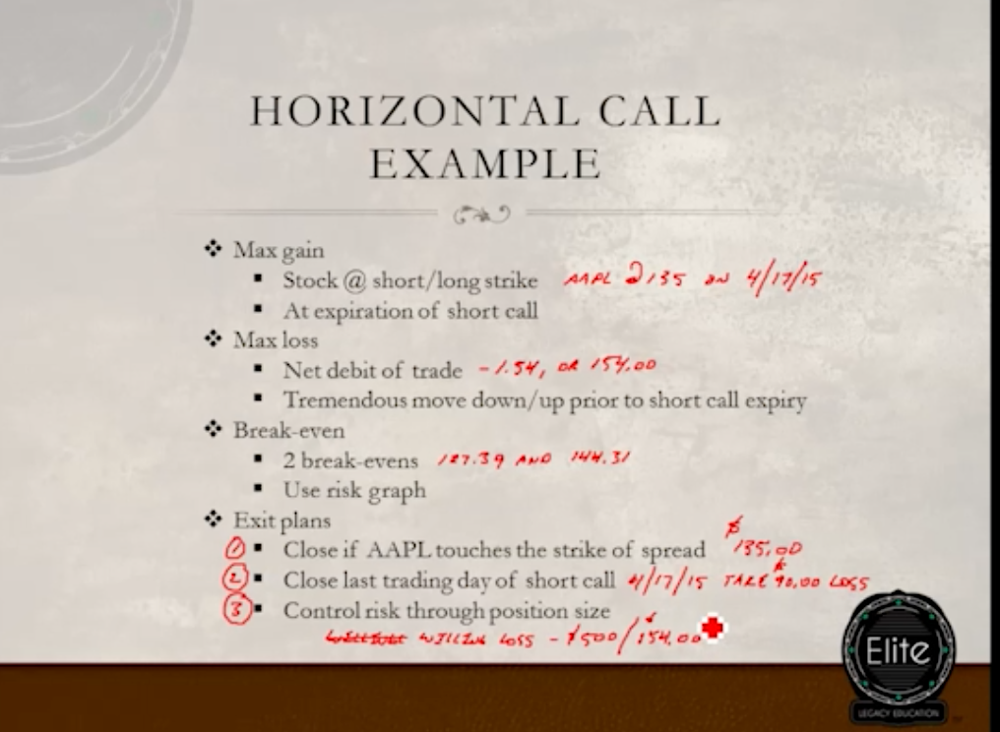 HORIZONTAL CALL
EXAMPLE
❖ Max gain
▪ Stock @ short/long strike AAPL @ 135 ON 4/17/15
▪ At expiration of short call
❖ Max loss
▪ Net debit of trade -1.54, OR 154.00
▪ Tremendous move down/up prior to short call expiry
❖ Break-even
▪ 2 break-evens 127.39 AND 144.31
▪ Use risk graph
❖ Exit plans
① ▪ Close if AAPL touches the strike of spread $135.00
② ▪ Close last trading day of short call 4/17/15 TAKE $90.00 LOSS
③ ▪ Control risk through position size
WILLING LOSS - $500/$154.00
Elite
LEGACY EDUCATION